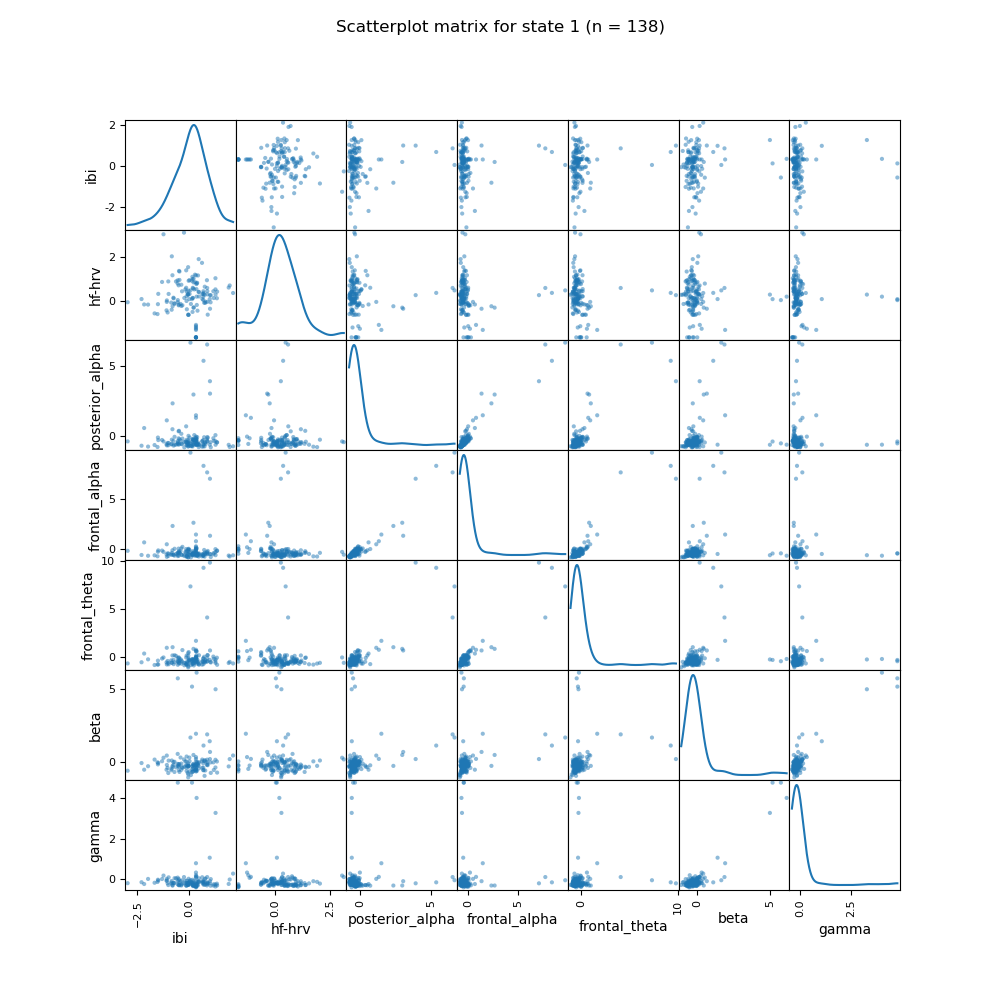 Scatterplot matrix for state 1 (n = 138)
ibi
2
0
-2
hf-hrv
2
0
posterior_alpha
5
0
frontal_alpha
5
0
frontal_theta
10
5
0
beta
5
0
gamma
4
2
0
−2.5 0.0 0.0 2.5 0 5 0 5 0 10 0 5 0.0 2.5
ibi hf-hrv posterior_alpha frontal_alpha frontal_theta beta gamma